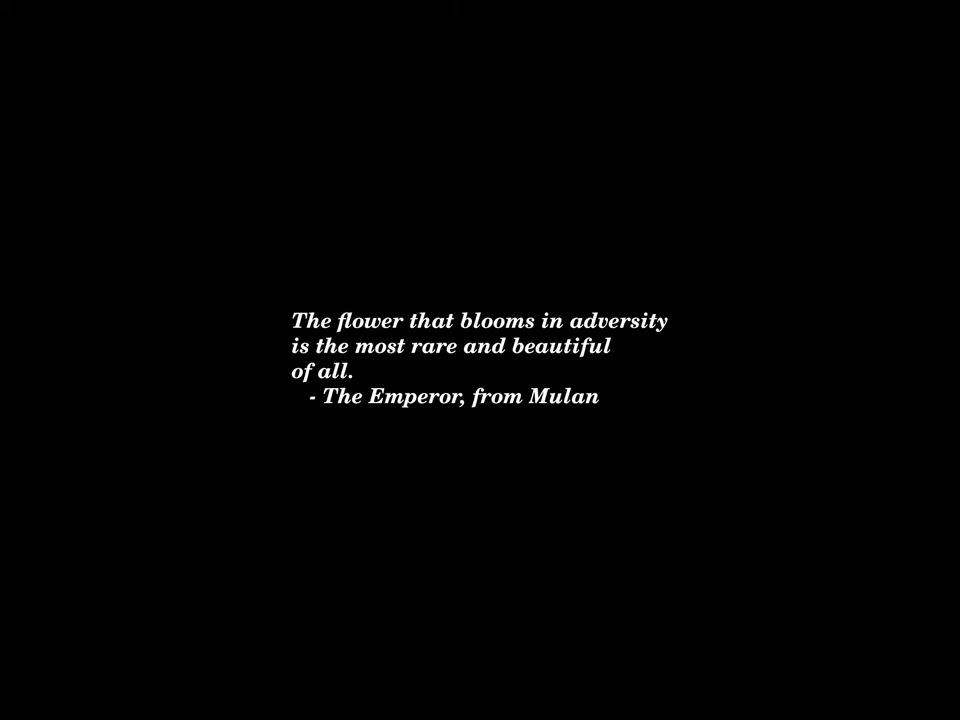 The flower that blooms in adversity
is the most rare and beautiful
of all.
- The Emperor, from Mulan